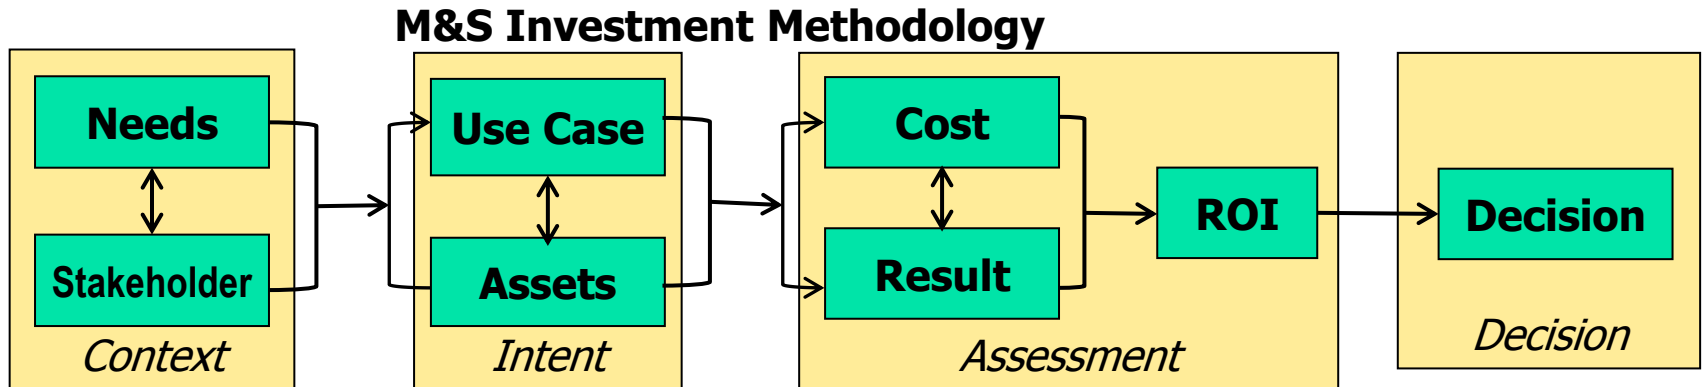 M&S Investment Methodology
Needs
Stakeholder
Context
Use Case
Assets
Intent
Cost
Result
ROI
Assessment
Decision
Decision